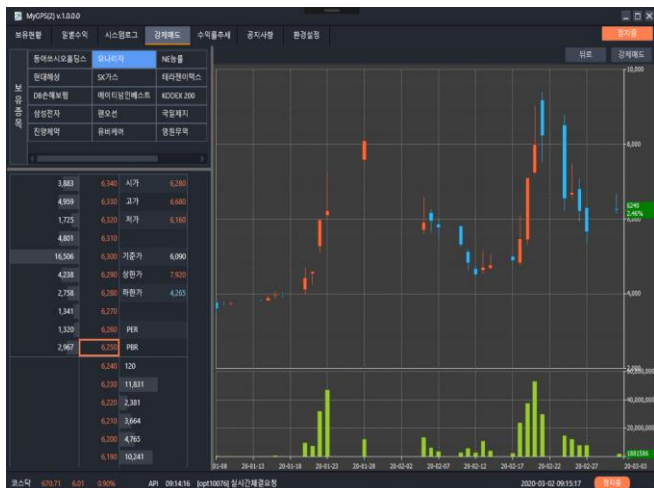 MyGPS(2) v.1.0.0.0
보유현황 일별수익 시스템로그 강제매도 수익률추세 공지사항 환경설정 정지중
뒤로 강제매도
보유종목
동아쏘시오홀딩스 모나리자 NE능률
현대해상 SK가스 테라젠이텍스
DB손해보험 에이티넘인베스트 KODEX 200
삼성전자 팬오션 국일제지
진양제약 유비케어 영원무역
3,883 6,340 시가 6,280
4,959 6,330 고가 6,680
1,725 6,320 저가 6,160
4,801 6,310
16,506 6,300 기준가 6,090
4,238 6,290 상한가 7,920
2,758 6,280 하한가 4,265
1,341 6,270
1,320 6,260 PER
2,967 6,250 PBR
6,240 120
6,230 11,831
6,220 2,381
6,210 3,664
6,200 4,765
6,190 10,241
10,000
8,000
6240
2.46%
6,000
4,000
40,000,000
20,000,000
1881586
01-08 20-01-13 20-01-18 20-01-23 20-01-28 20-02-02 20-02-07 20-02-12 20-02-17 20-02-22 20-02-27 20-03-03
코스닥 670.71 6.01 0.90% API 09:14:16 [opt10076] 실시간체결요청 2020-03-02 09:15:17 정지중